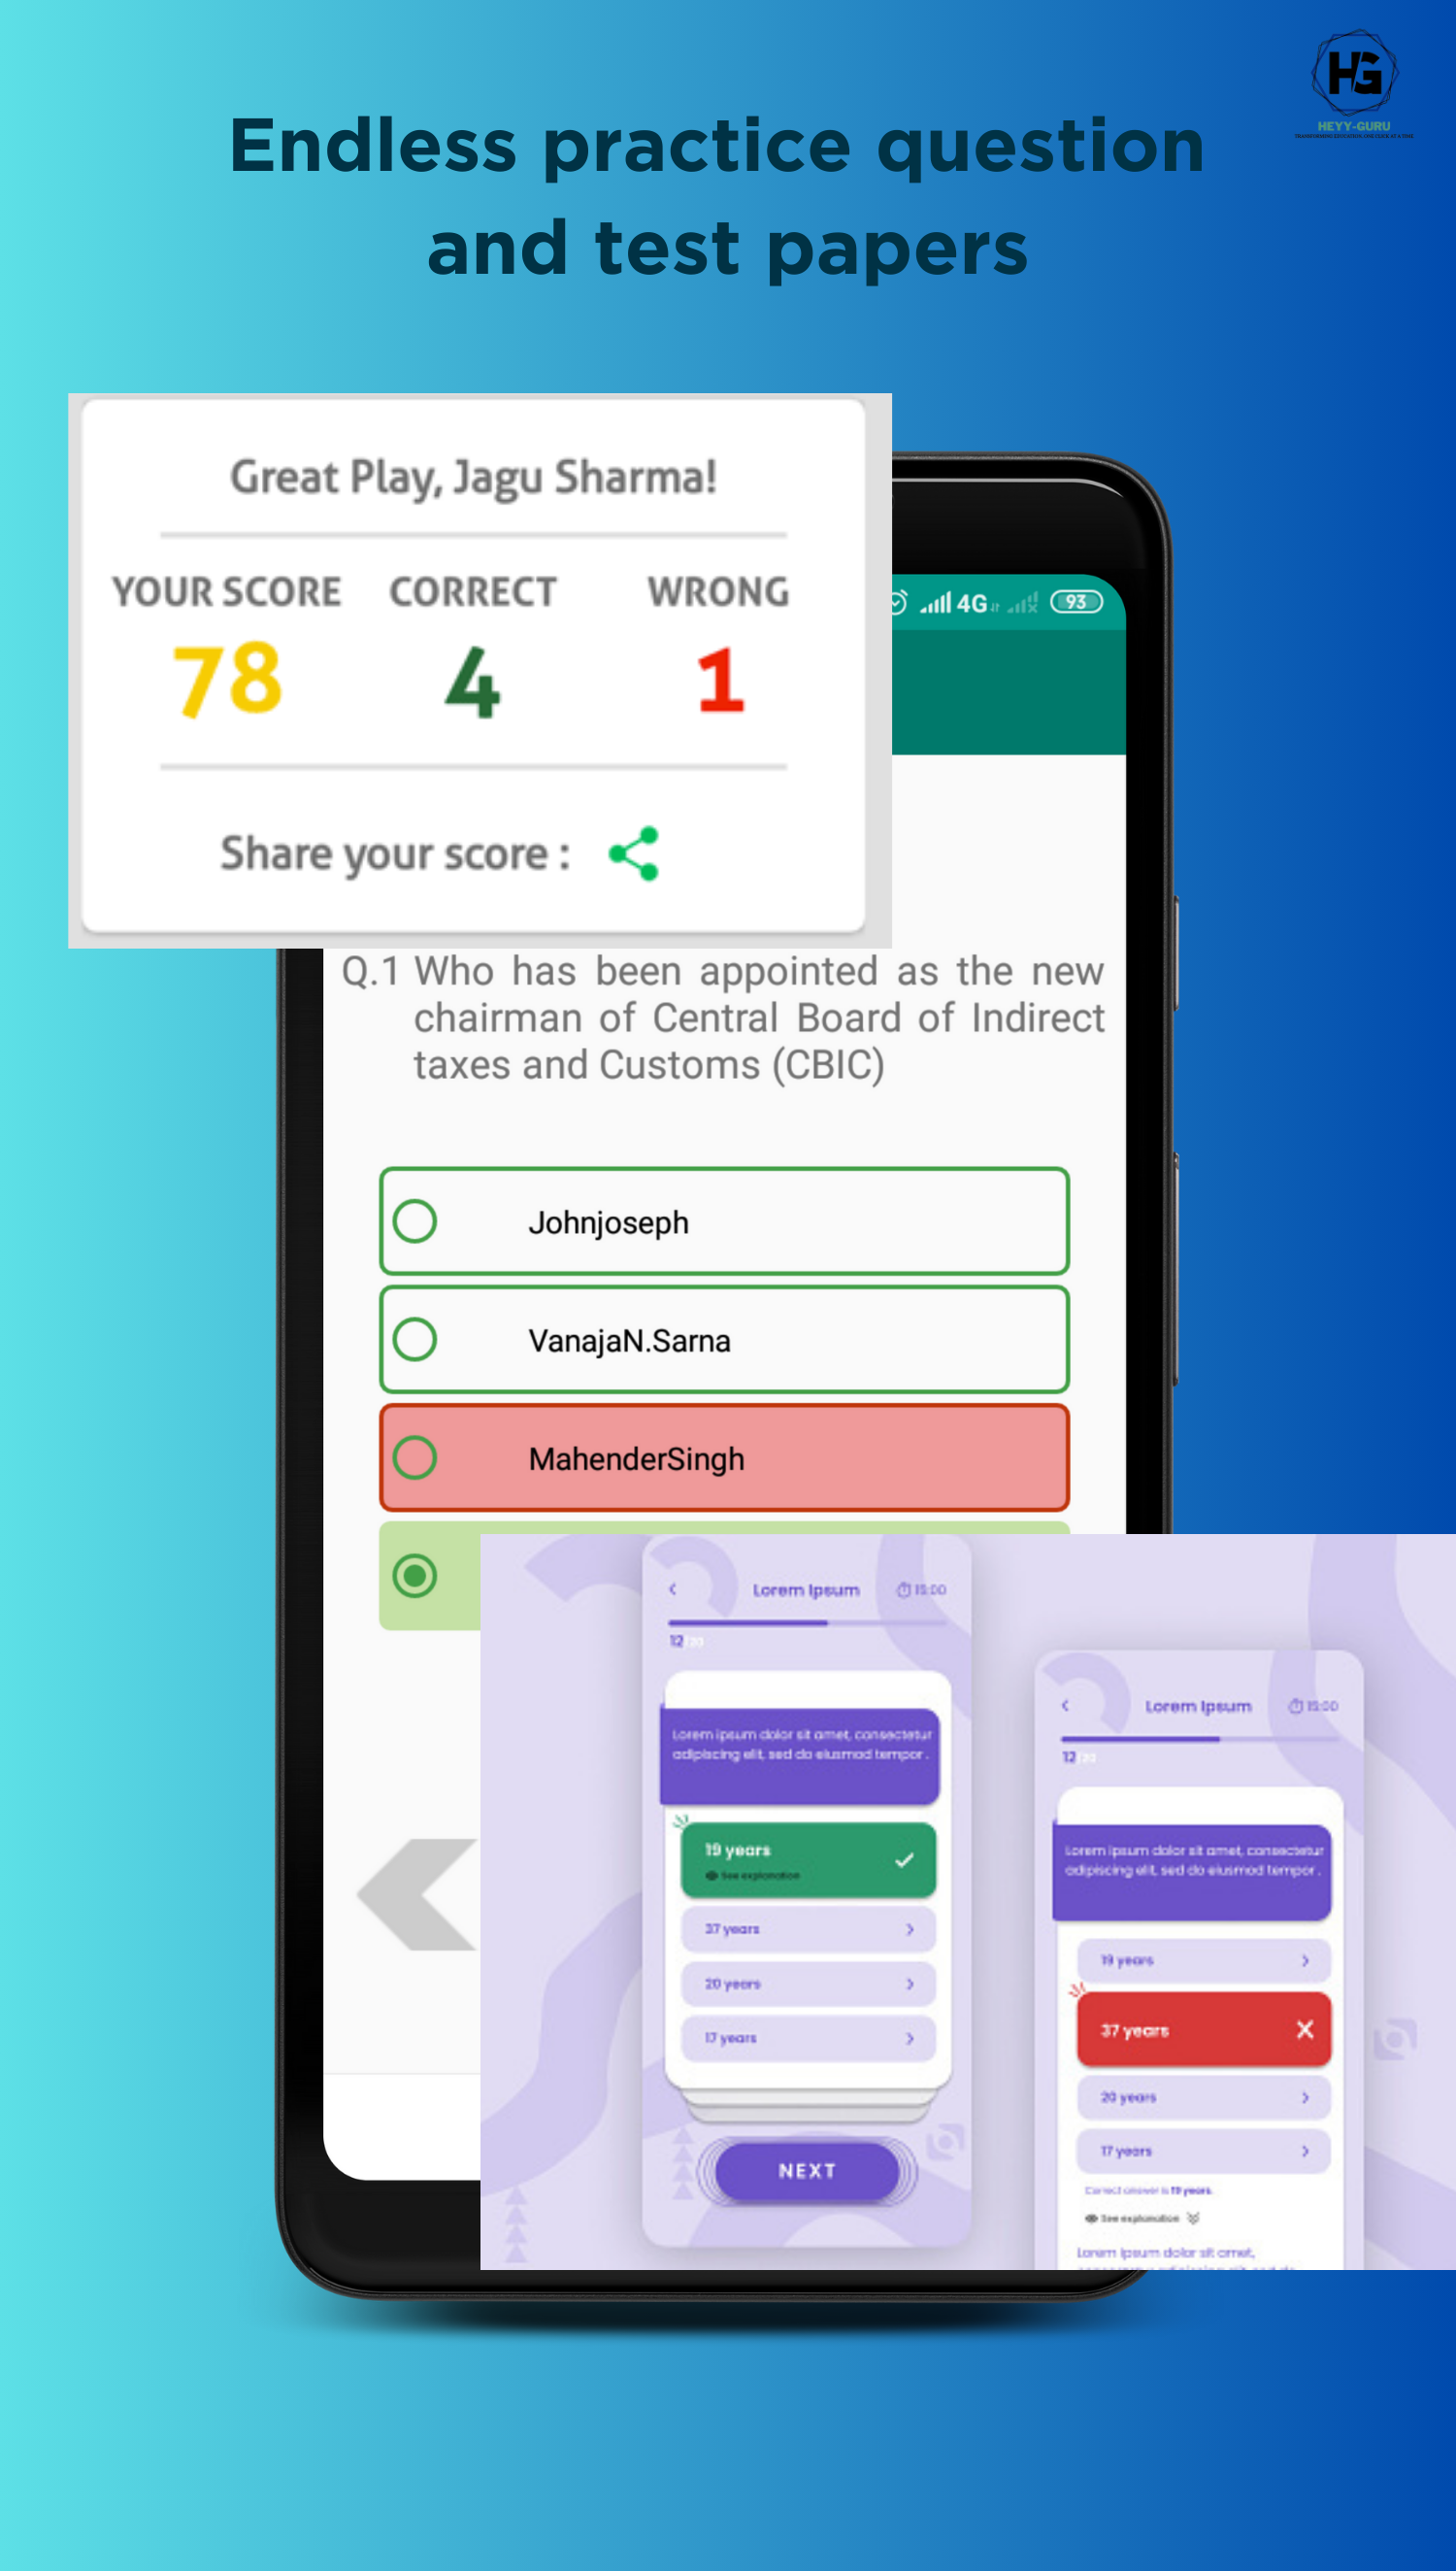 HG
HEYY-GURU
TRANSFORMING EDUCATION, ONE CODE AT A TIME
Endless practice question
and test papers
Great Play, Jagu Sharma!
YOUR SCORE CORRECT WRONG
78 4 1
Share your score :
4G 93
Q.1 Who has been appointed as the new
chairman of Central Board of Indirect
taxes and Customs (CBIC)
Johnjoseph
VanajaN.Sarna
MahenderSingh
Lorem Ipsum 15:00
12/20
Lorem ipsum dolor sit amet, consectetur
adipiscing elit, sed do eiusmod tempor.
19 years
See explanation
37 years
20 years
17 years
NEXT
Lorem Ipsum 15:00
12/20
Lorem ipsum dolor sit amet, consectetur
adipiscing elit, sed do eiusmod tempor.
19 years
37 years
20 years
17 years
Correct answer is 19 years.
See explanation
Lorem ipsum dolor sit amet,